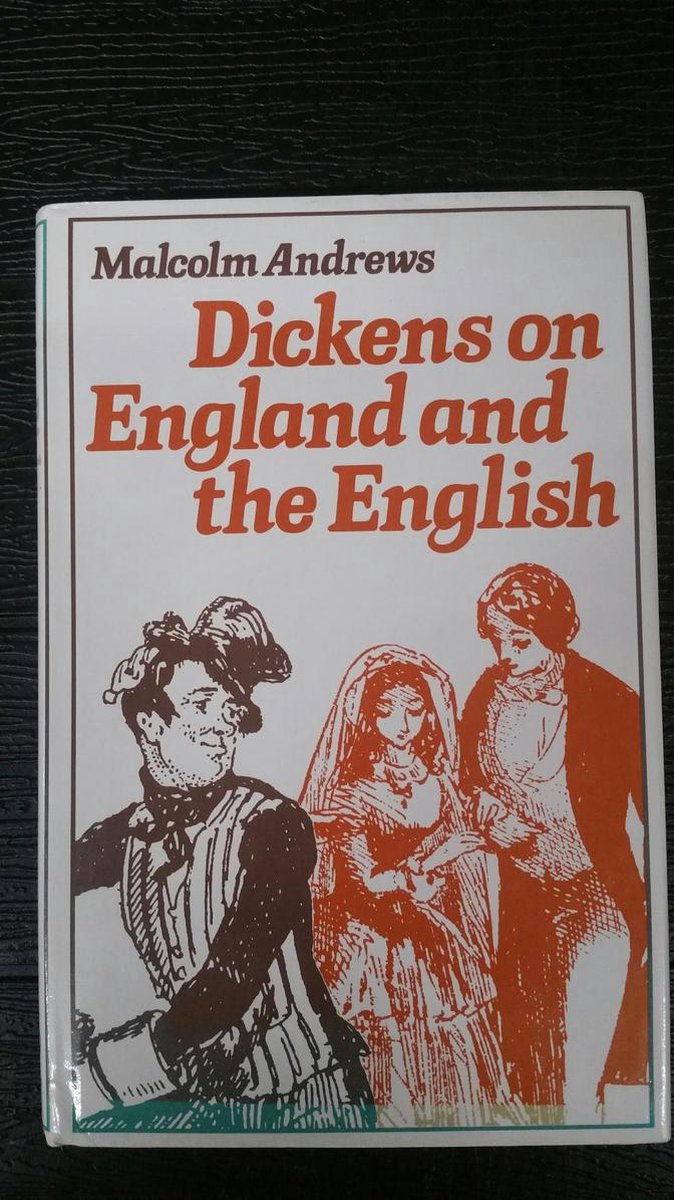 Malcolm Andrews
Dickens on
England and
the English